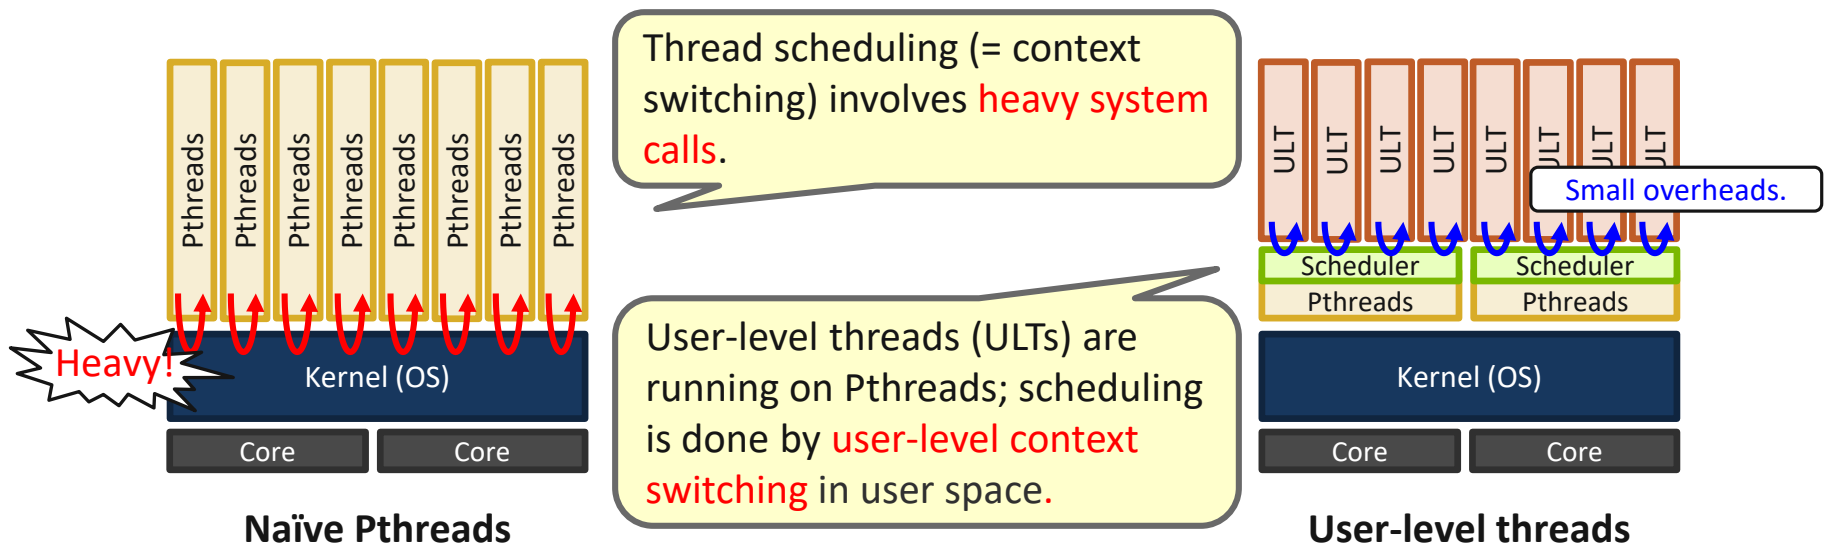 Pthreads
Pthreads
Pthreads
Pthreads
Pthreads
Pthreads
Pthreads
Pthreads
Heavy!
Kernel (OS)
Core
Core
Naïve Pthreads
Thread scheduling (= context
switching) involves heavy system
calls.
User-level threads (ULTs) are
running on Pthreads; scheduling
is done by user-level context
switching in user space.
ULT
ULT
ULT
ULT
ULT
ULT
ULT
ULT
Small overheads.
Scheduler
Scheduler
Pthreads
Pthreads
Kernel (OS)
Core
Core
User-level threads